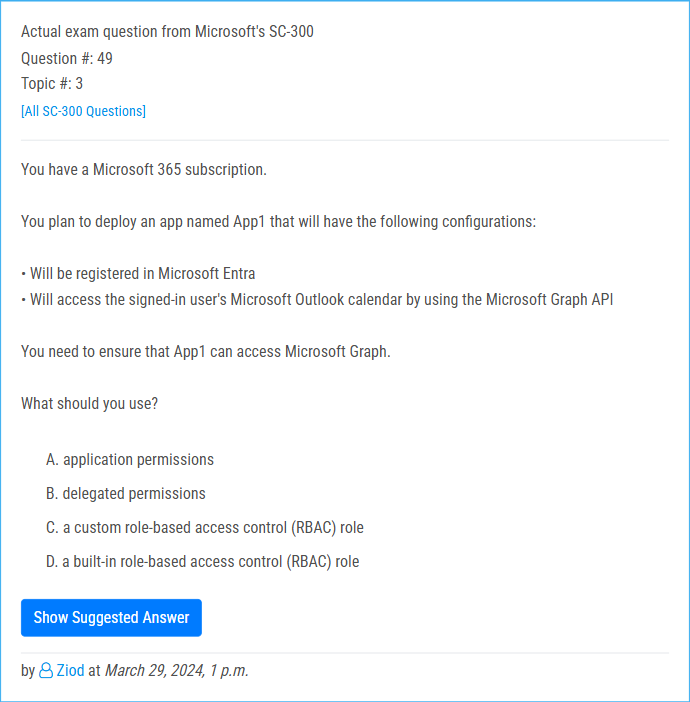 Actual exam question from Microsoft's SC-300
Question #: 49
Topic #: 3
[All SC-300 Questions]
You have a Microsoft 365 subscription.
You plan to deploy an app named App1 that will have the following configurations:
• Will be registered in Microsoft Entra
• Will access the signed-in user's Microsoft Outlook calendar by using the Microsoft Graph API
You need to ensure that App1 can access Microsoft Graph.
What should you use?
A. application permissions
B. delegated permissions
C. a custom role-based access control (RBAC) role
D. a built-in role-based access control (RBAC) role
Show Suggested Answer
by Ziod at March 29, 2024, 1 p.m.